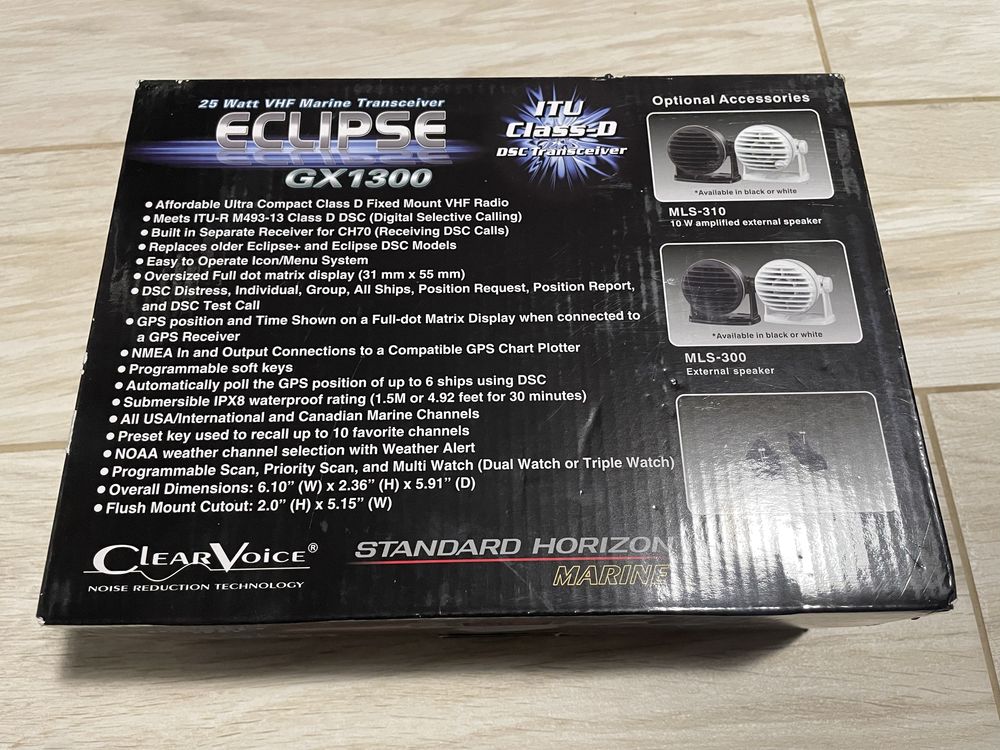 25 Watt VHF Marine Transceiver
ECLIPSE
GX1300
ITU
Class-D
DSC Transceiver
• Affordable Ultra Compact Class D Fixed Mount VHF Radio
• Meets ITU-R M493-13 Class D DSC (Digital Selective Calling)
• Built in Separate Receiver for CH70 (Receiving DSC Calls)
• Replaces older Eclipse+ and Eclipse DSC Models
• Easy to Operate Icon/Menu System
• Oversized Full dot matrix display (31 mm x 55 mm)
• DSC Distress, Individual, Group, All Ships, Position Request, Position Report,
and DSC Test Call
• GPS position and Time Shown on a Full-dot Matrix Display when connected to
a GPS Receiver
• NMEA In and Output Connections to a Compatible GPS Chart Plotter
• Programmable soft keys
• Automatically poll the GPS position of up to 6 ships using DSC
• Submersible IPX8 waterproof rating (1.5M or 4.92 feet for 30 minutes)
• All USA/International and Canadian Marine Channels
• Preset key used to recall up to 10 favorite channels
• NOAA weather channel selection with Weather Alert
• Programmable Scan, Priority Scan, and Multi Watch (Dual Watch or Triple Watch)
• Overall Dimensions: 6.10” (W) x 2.36” (H) x 5.91” (D)
• Flush Mount Cutout: 2.0” (H) x 5.15” (W)
Optional Accessories
*Available in black or white
MLS-310
10 W amplified external speaker
*Available in black or white
MLS-300
External speaker
CLEARVOICE®
NOISE REDUCTION TECHNOLOGY
STANDARD HORIZON
MARINE